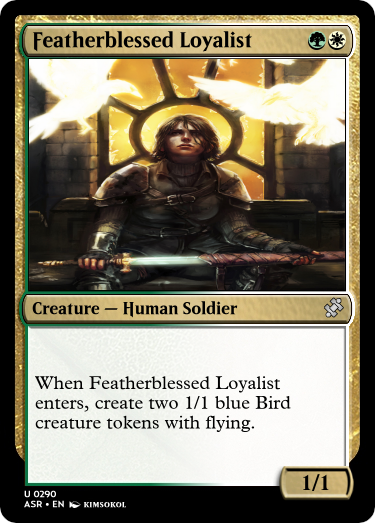 Featherblessed Loyalist
Creature — Human Soldier
When Featherblessed Loyalist
enters, create two 1/1 blue Bird
creature tokens with flying.
1/1
U 0290
ASR • EN KIMSOKOL